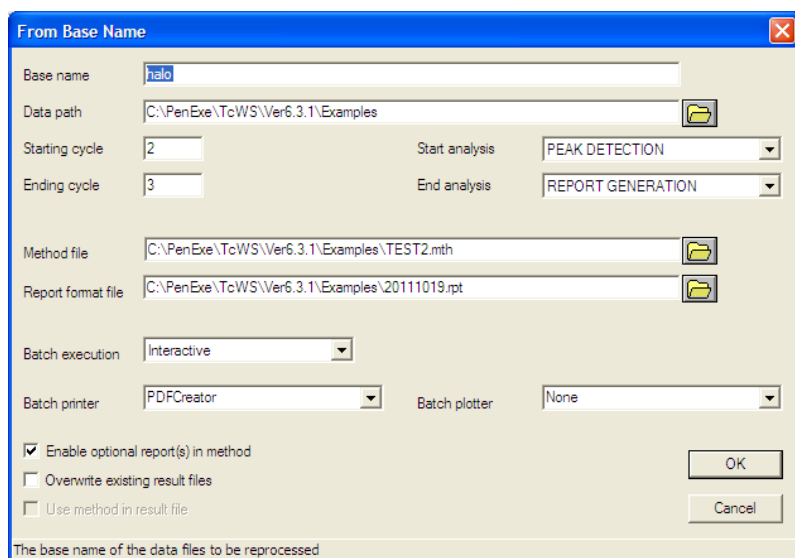 From Base Name
Base name halo
Data path C:\PenExe\TcWS\Ver6.3.1\Examples
Starting cycle 2 Start analysis PEAK DETECTION
Ending cycle 3 End analysis REPORT GENERATION
Method file C:\PenExe\TcWS\Ver6.3.1\Examples\TEST2.mth
Report format file C:\PenExe\TcWS\Ver6.3.1\Examples\20111019.rpt
Batch execution Interactive
Batch printer PDFCreator Batch plotter None
Enable optional report(s) in method
OK
Overwrite existing result files
Use method in result file Cancel
The base name of the data files to be reprocessed